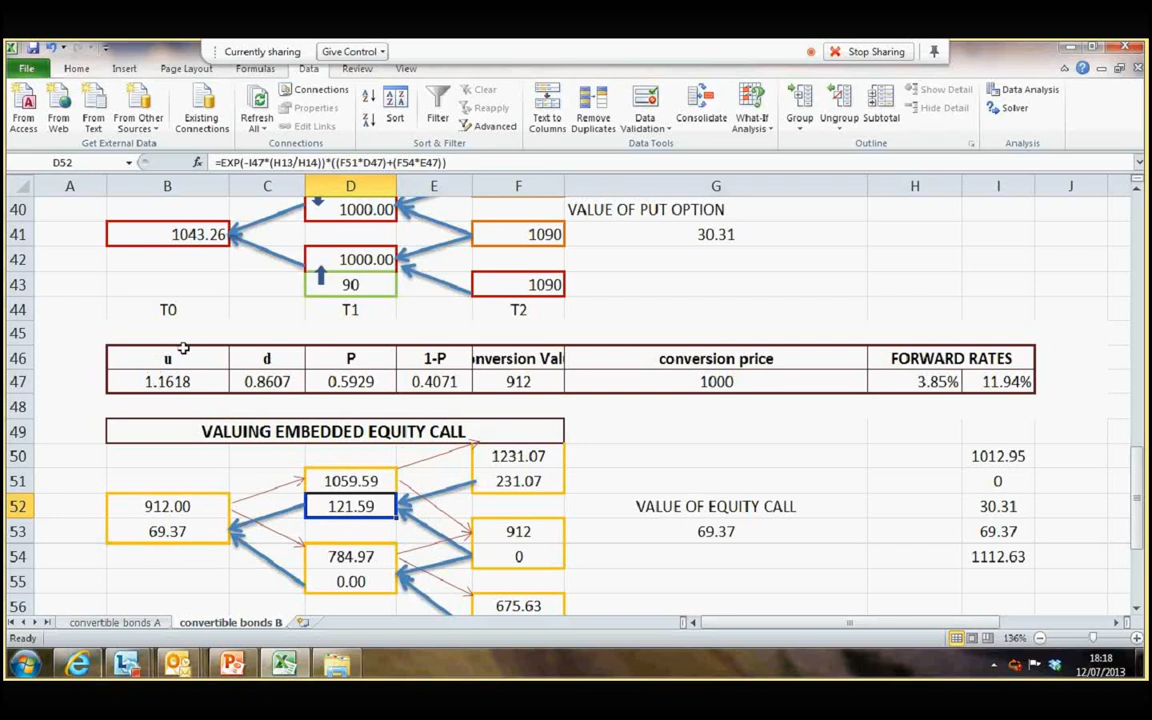 Currently sharing Give Control Stop Sharing
File Home Insert Page Layout Formulas Data Review View
From Access
From Web
From Text
From Other Sources
Existing Connections
Get External Data
Refresh All
Connections
Properties
Edit Links
Connections
Sort
Filter
Clear
Reapply
Advanced
Sort & Filter
Text to Columns
Remove Duplicates
Data Validation
Consolidate
What-If Analysis
Data Tools
Group
Ungroup
Subtotal
Show Detail
Hide Detail
Outline
Data Analysis
Solver
Analysis
D52 fx =EXP(-I47*(H13/H14))*((F51*D47)+(F54*E47))
A B C D E F G H I J
40 1000.00 VALUE OF PUT OPTION
41 1043.26 1090 30.31
42 1000.00
43 90 1090
44 T0 T1 T2
45
46 u d P 1-P onversion Val conversion price FORWARD RATES
47 1.1618 0.8607 0.5929 0.4071 912 1000 3.85% 11.94%
48
49 VALUING EMBEDDED EQUITY CALL
50 1231.07 1012.95
51 1059.59 231.07 0
52 912.00 121.59 VALUE OF EQUITY CALL 30.31
53 69.37 912 69.37 69.37
54 784.97 0 1112.63
55 0.00
56 675.63
convertible bonds A convertible bonds B
Ready 136%
18:18
12/07/2013